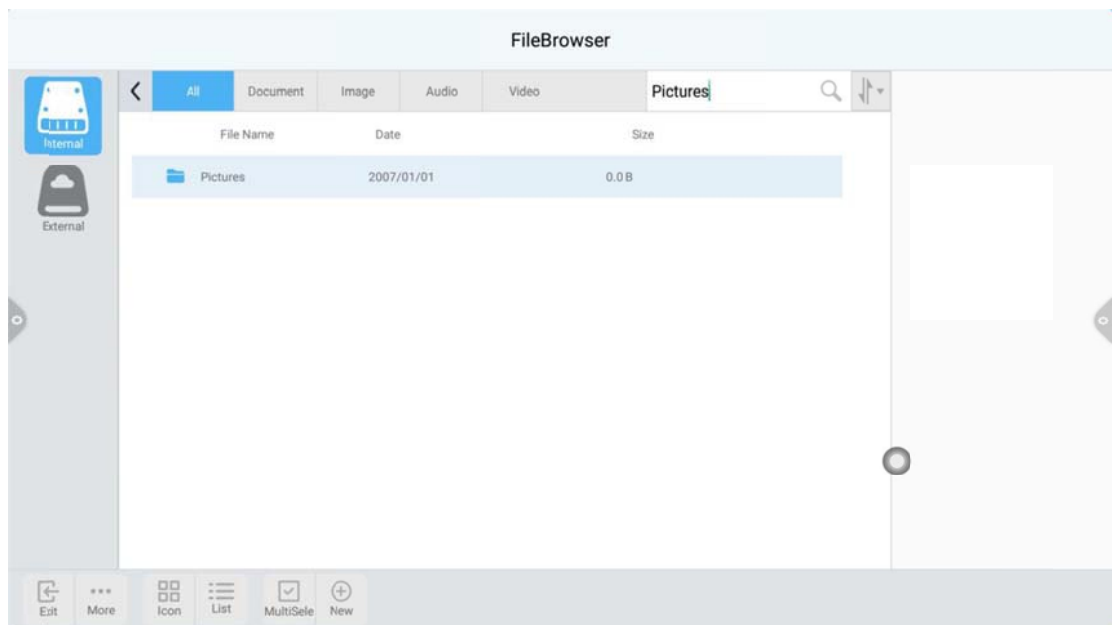 FileBrowser
All Document Image Audio Video Pictures
Internal
File Name Date Size
Pictures 2007/01/01 0.0 B
External
Exit More Icon List MultiSele New